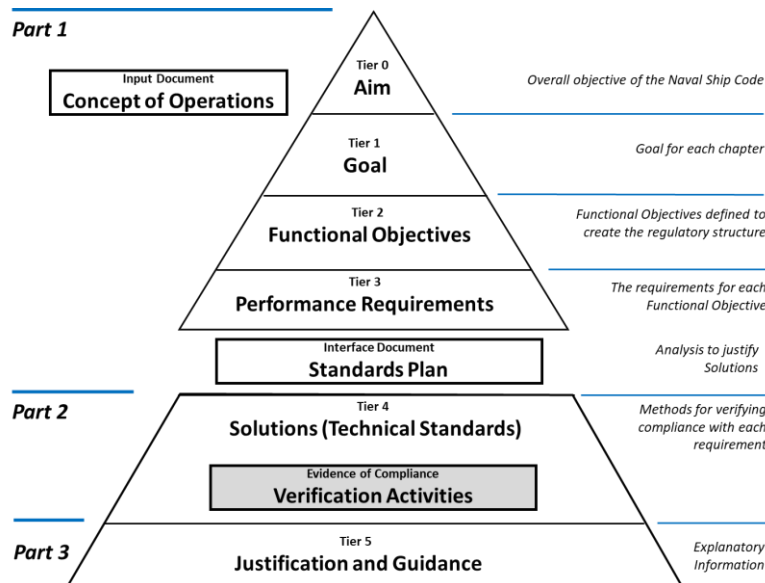 Part 1
Tier 0
Aim
Input Document
Concept of Operations
Overall objective of the Naval Ship Code
Tier 1
Goal
Goal for each chapter
Tier 2
Functional Objectives
Functional Objectives defined to
create the regulatory structure
Tier 3
Performance Requirements
The requirements for each
Functional Objective
Interface Document
Standards Plan
Analysis to justify
Solutions
Part 2
Tier 4
Solutions (Technical Standards)
Methods for verifying
compliance with each
requirement
Evidence of Compliance
Verification Activities
Part 3
Tier 5
Justification and Guidance
Explanatory
Information